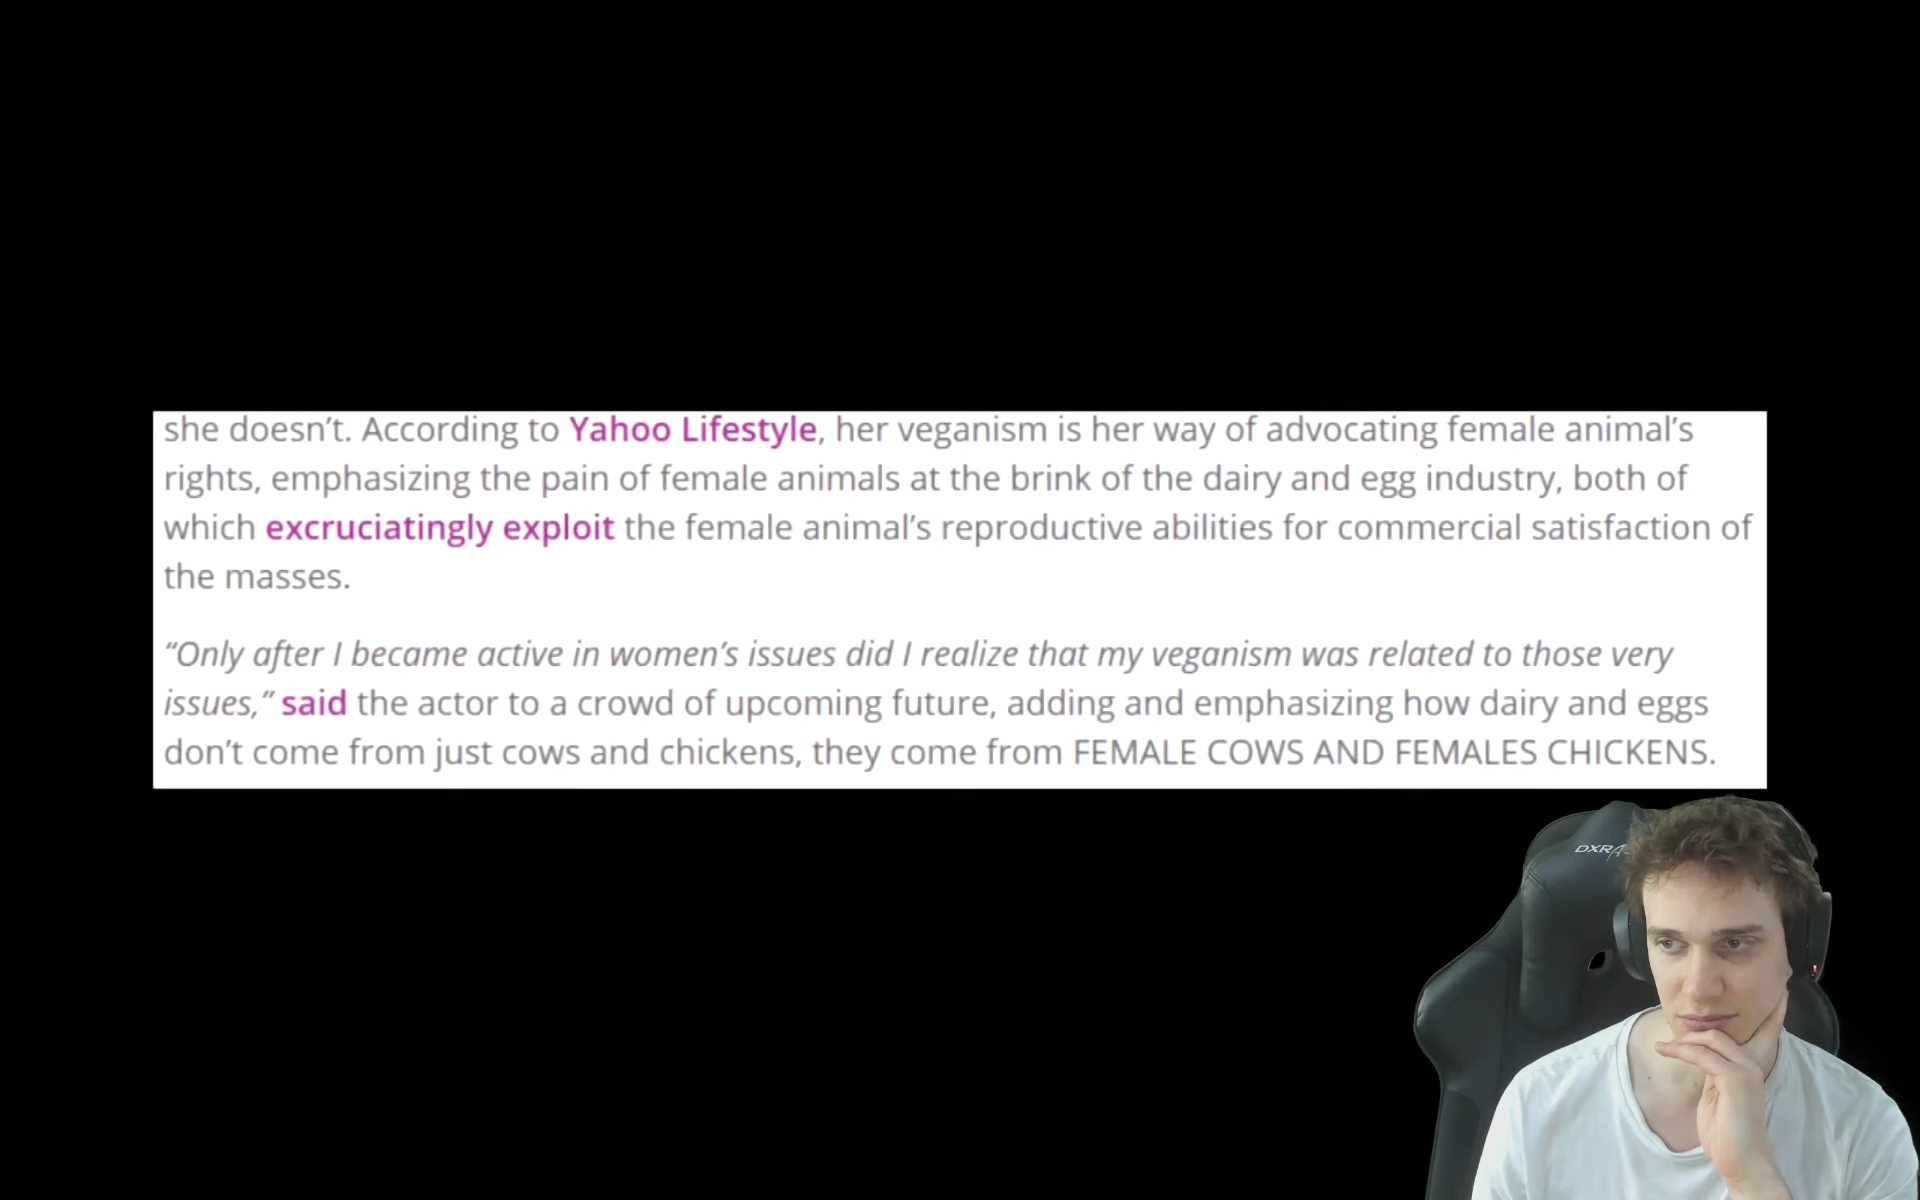 she doesn’t. According to Yahoo Lifestyle, her veganism is her way of advocating female animal’s
rights, emphasizing the pain of female animals at the brink of the dairy and egg industry, both of
which excruciatingly exploit the female animal’s reproductive abilities for commercial satisfaction of
the masses.
“Only after I became active in women’s issues did I realize that my veganism was related to those very
issues,” said the actor to a crowd of upcoming future, adding and emphasizing how dairy and eggs
don’t come from just cows and chickens, they come from FEMALE COWS AND FEMALES CHICKENS.